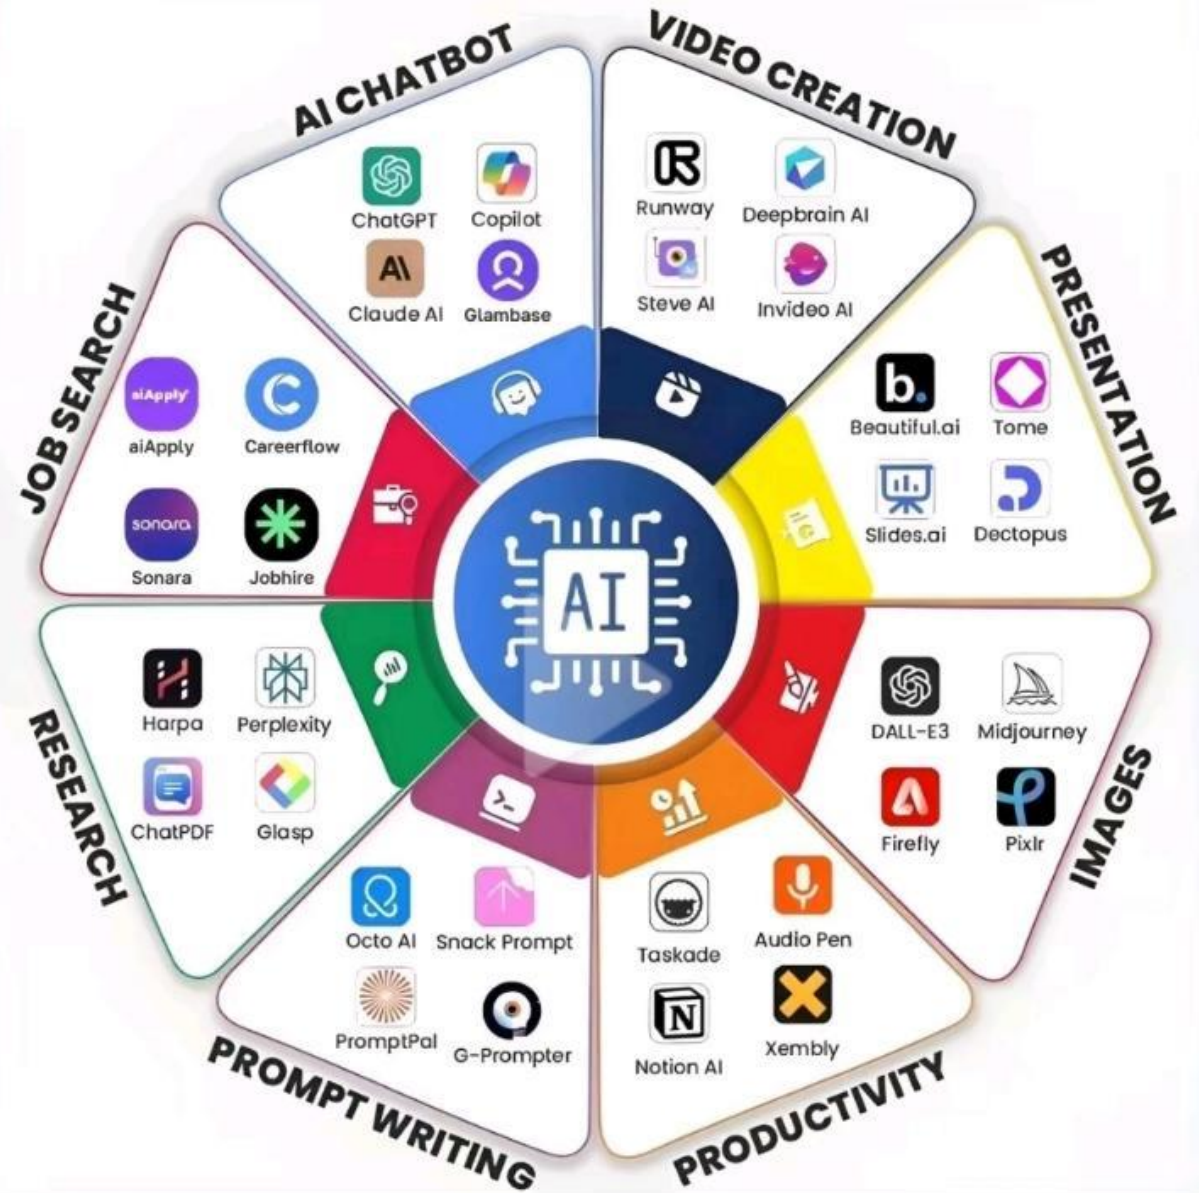 AI CHATBOT
ChatGPT
Copilot
Claude AI
Glambase
VIDEO CREATION
Runway
Deepbrain AI
Steve AI
Invideo AI
PRESENTATION
b.
Beautiful.ai
Tome
Slides.ai
Dectopus
IMAGES
DALL-E3
Midjourney
Firefly
Pixlr
PRODUCTIVITY
Taskade
Audio Pen
N
Notion AI
Xembly
PROMPT WRITING
Octo AI
Snack Prompt
PromptPal
G-Prompter
RESEARCH
Harpa
Perplexity
ChatPDF
Glasp
JOB SEARCH
aiApply
aiApply
Careerflow
sonara
Sonara
Jobhire
AI